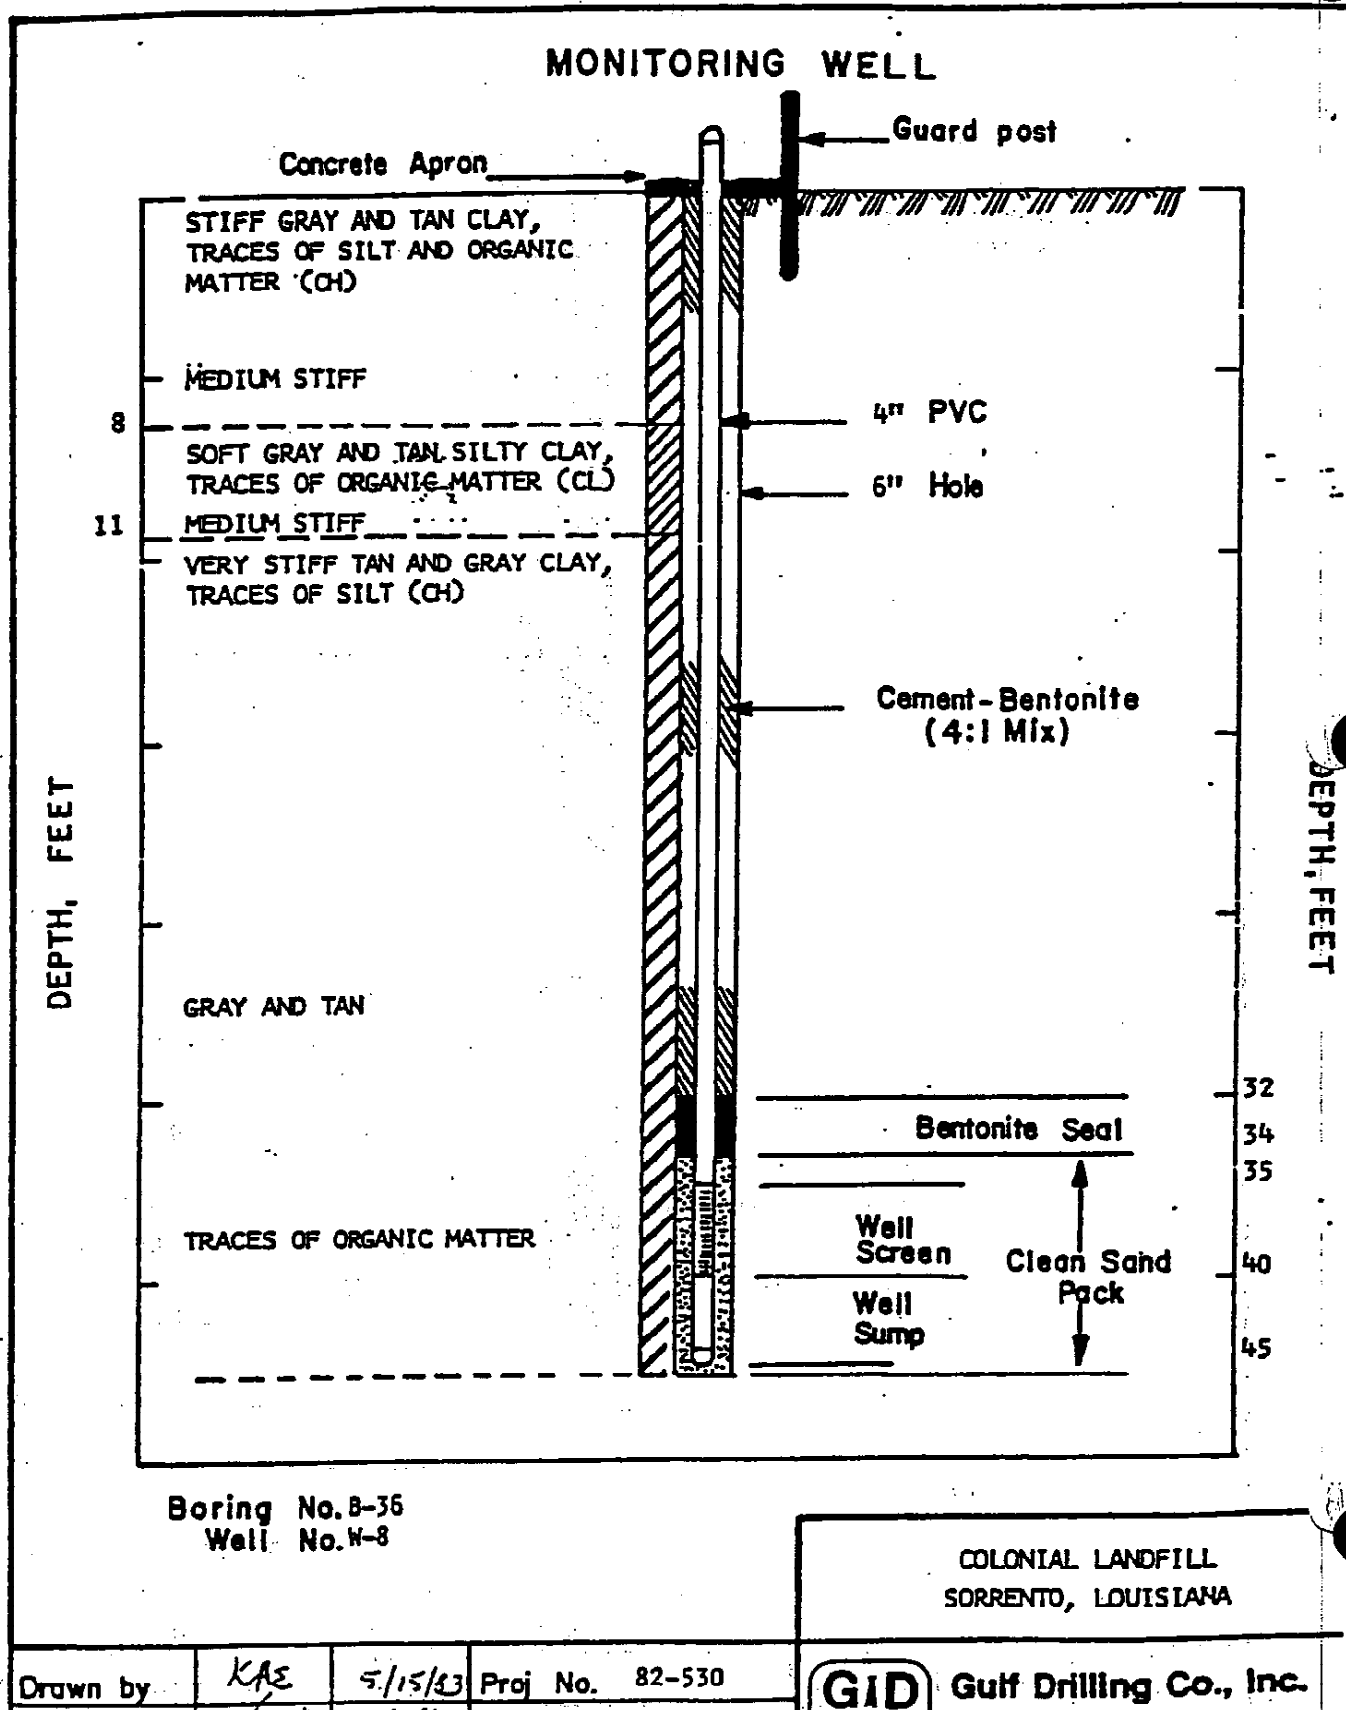 MONITORING WELL
Guard post
Concrete Apron
STIFF GRAY AND TAN CLAY,
TRACES OF SILT AND ORGANIC
MATTER (CH)
MEDIUM STIFF
8
4" PVC
SOFT GRAY AND TAN SILTY CLAY,
TRACES OF ORGANIC MATTER (CL)
6" Hole
11
MEDIUM STIFF
VERY STIFF TAN AND GRAY CLAY,
TRACES OF SILT (CH)
Cement-Bentonite
(4:1 Mix)
DEPTH, FEET
DEPTH, FEET
GRAY AND TAN
32
Bentonite Seal
34
35
TRACES OF ORGANIC MATTER
Well
Screen
Clean Sand
Pack
40
Well
Sump
45
Boring No. B-36
Well No. W-8
COLONIAL LANDFILL
SORRENTO, LOUISIANA
Drawn by KAE 5/15/83 Proj No. 82-530
GID Gulf Drilling Co., Inc.